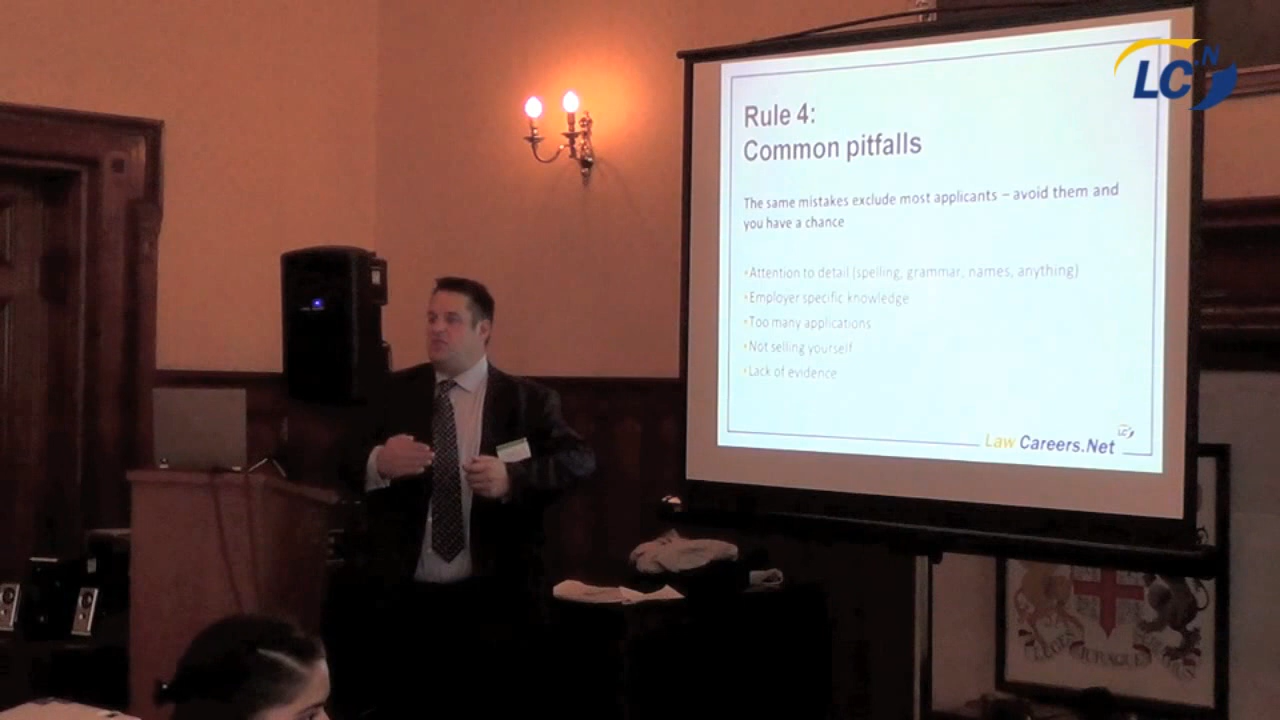 LC.N
Rule 4:
Common pitfalls
The same mistakes exclude most applicants – avoid them and
you have a chance
•Attention to detail (spelling, grammar, names, anything)
•Employer specific knowledge
•Too many applications
•Not selling yourself
•Lack of evidence
LawCareers.Net